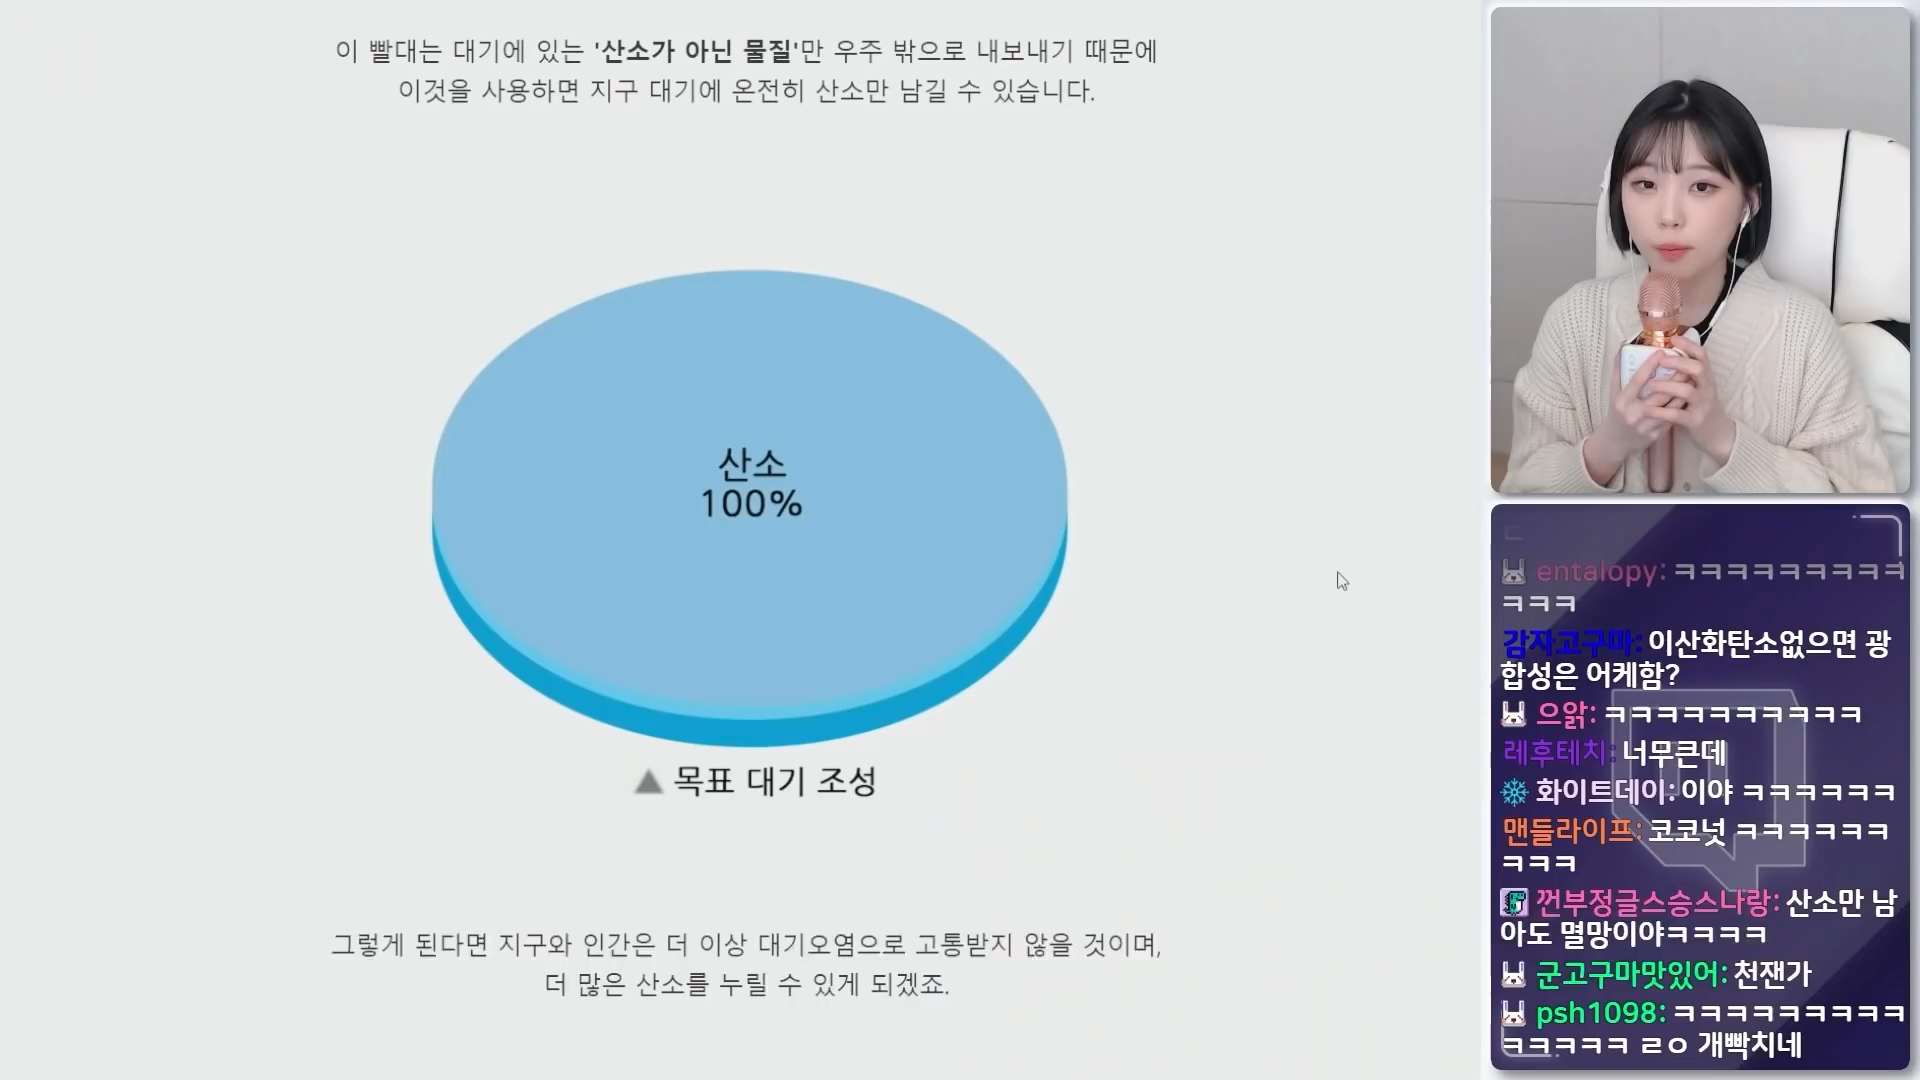 이 빨대는 대기에 있는 '산소가 아닌 물질'만 우주 밖으로 내보내기 때문에
이것을 사용하면 지구 대기에 온전히 산소만 남길 수 있습니다.
산소
100%
▲ 목표 대기 조성
그렇게 된다면 지구와 인간은 더 이상 대기오염으로 고통받지 않을 것이며,
더 많은 산소를 누릴 수 있게 되겠죠.
entalopy: ㅋㅋㅋㅋㅋㅋㅋㅋㅋ
ㅋㅋㅋ
감자고구마: 이산화탄소없으면 광
합성은 어케함?
으앍: ㅋㅋㅋㅋㅋㅋㅋㅋㅋㅋ
레후테치: 너무큰데
화이트데이: 이야 ㅋㅋㅋㅋㅋㅋ
맨들라이프: 코코넛 ㅋㅋㅋㅋㅋㅋ
ㅋㅋㅋ
껀부정글스승스나랑: 산소만 남
아도 멸망이야ㅋㅋㅋㅋ
군고구마맛있어: 천잰가
psh1098: ㅋㅋㅋㅋㅋㅋㅋㅋㅋ
ㅋㅋㅋㅋㅋ ㄹㅇ 개빡치네